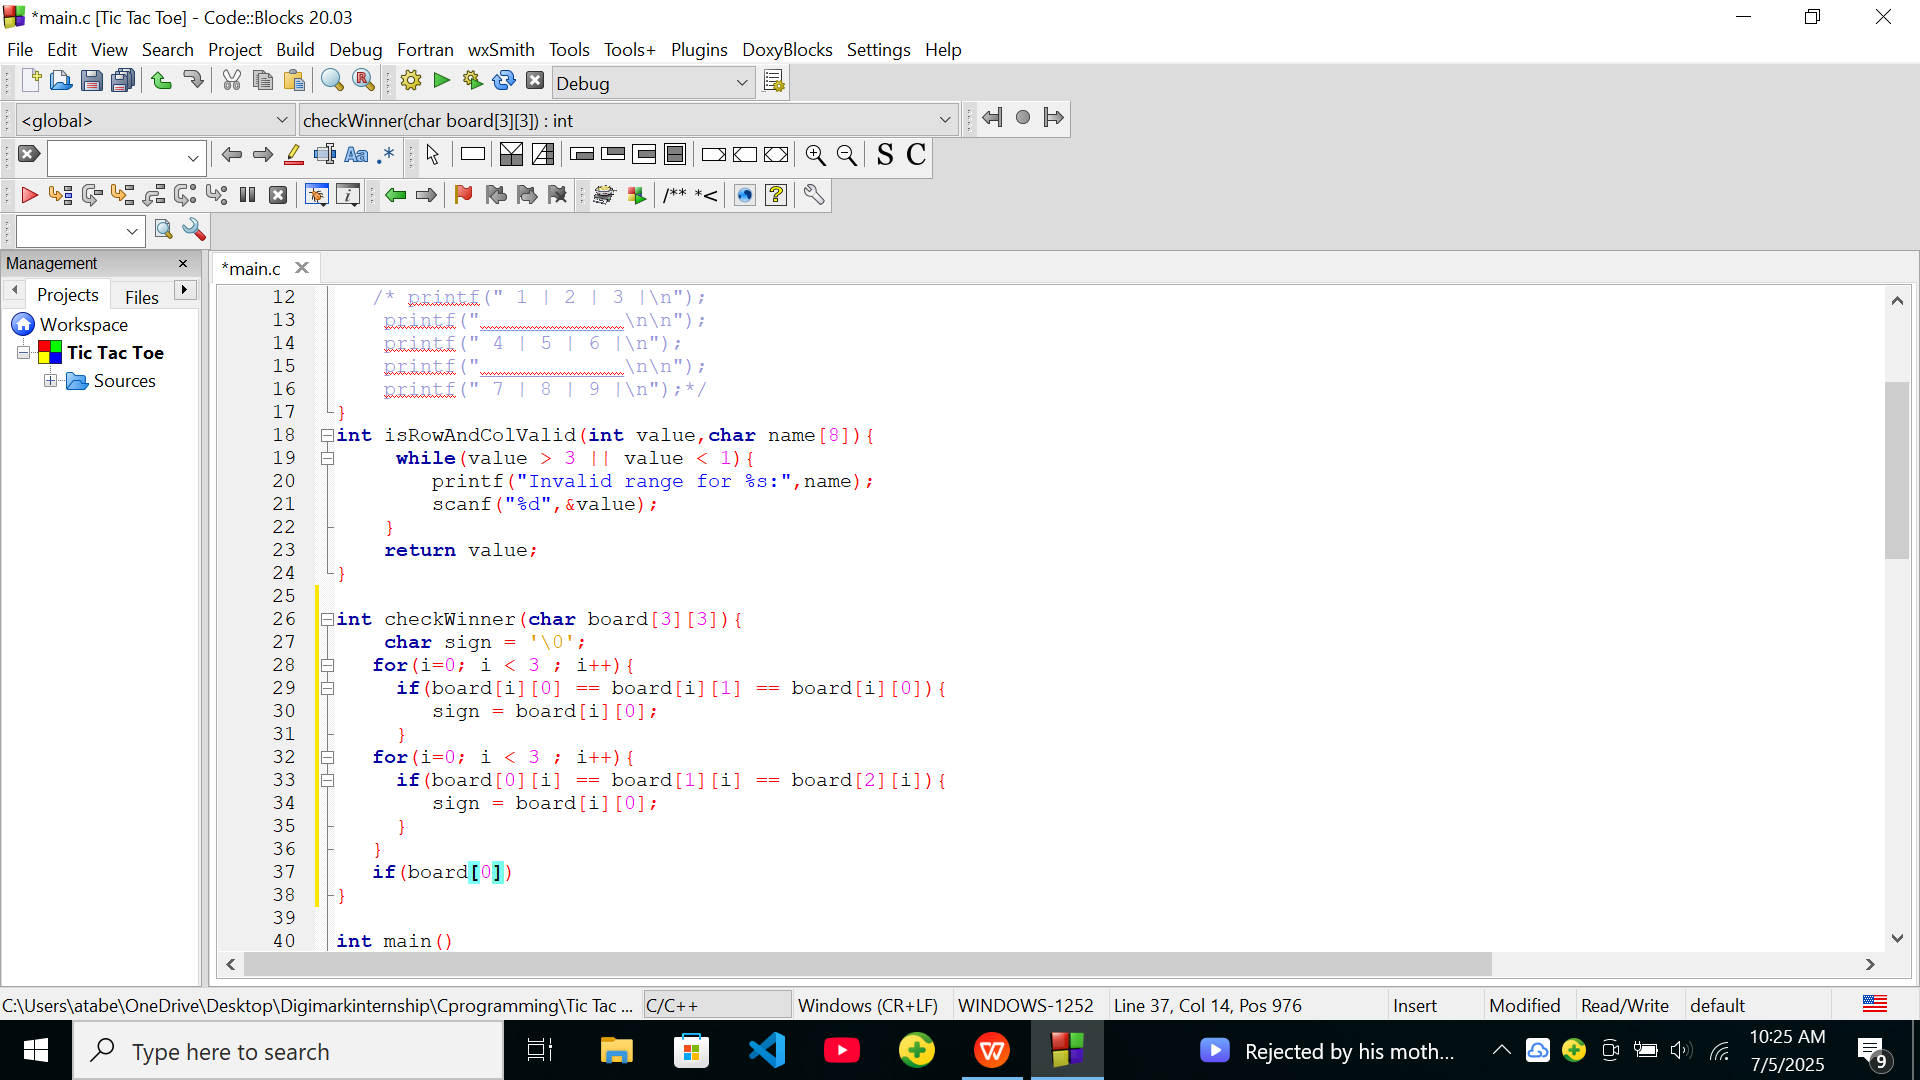 *main.c [Tic Tac Toe] - Code::Blocks 20.03
File Edit View Search Project Build Debug Fortran wxSmith Tools Tools+ Plugins DoxyBlocks Settings Help
Debug
<global> checkWinner(char board[3][3]) : int
Aa .* S C
/** *<
Management
*main.c
Projects Files
Workspace
Tic Tac Toe
Sources
12 /* printf(" 1 | 2 | 3 |\n");
13 printf("__________________\n\n");
14 printf(" 4 | 5 | 6 |\n");
15 printf("__________________\n\n");
16 printf(" 7 | 8 | 9 |\n");*/
17 }
18 int isRowAndColValid(int value,char name[8]){
19 while(value > 3 || value < 1){
20 printf("Invalid range for %s:",name);
21 scanf("%d",&value);
22 }
23 return value;
24 }
25
26 int checkWinner(char board[3][3]){
27 char sign = '\0';
28 for(i=0; i < 3 ; i++){
29 if(board[i][0] == board[i][1] == board[i][0]){
30 sign = board[i][0];
31 }
32 for(i=0; i < 3 ; i++){
33 if(board[0][i] == board[1][i] == board[2][i]){
34 sign = board[i][0];
35 }
36 }
37 if(board[0])
38 }
39
40 int main()
C:\Users\atabe\OneDrive\Desktop\Digimarkinternship\Cprogramming\Tic Tac ... C/C++ Windows (CR+LF) WINDOWS-1252 Line 37, Col 14, Pos 976 Insert Modified Read/Write default
Type here to search
Rejected by his moth...
10:25 AM
7/5/2025
9